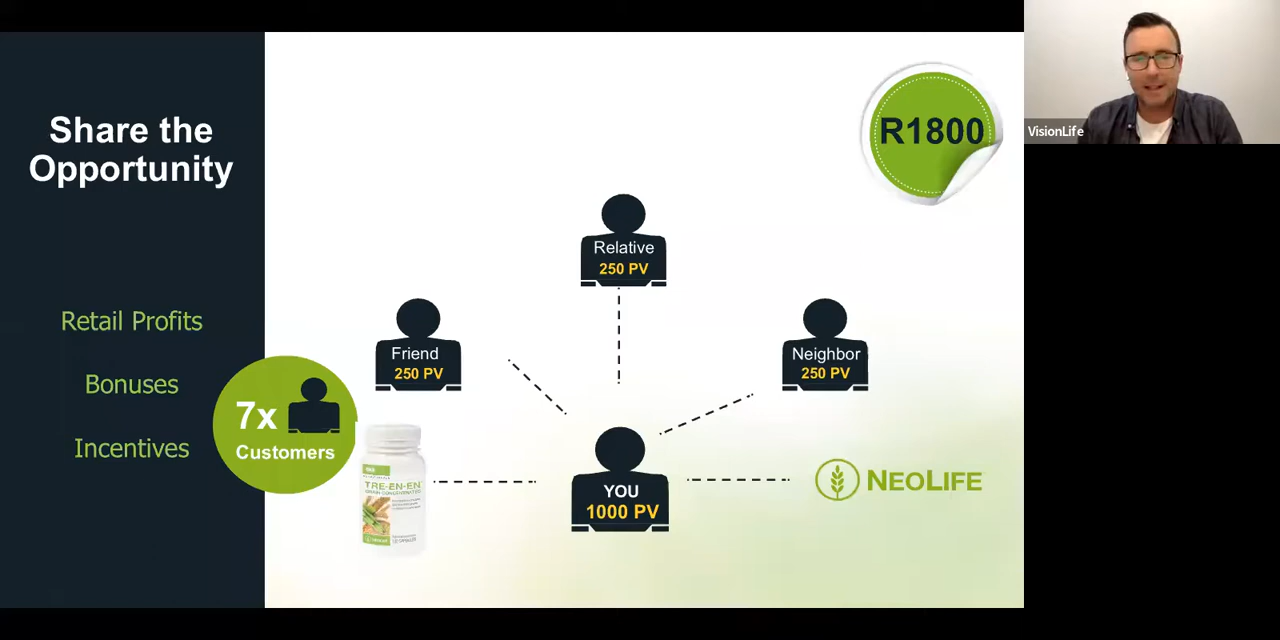 Share the
Opportunity
R1800
VisionLife
Relative
250 PV
Retail Profits
Friend
250 PV
Neighbor
250 PV
Bonuses
7x
Customers
Incentives
TRE-EN-EN
YOU
1000 PV
NEOLIFE